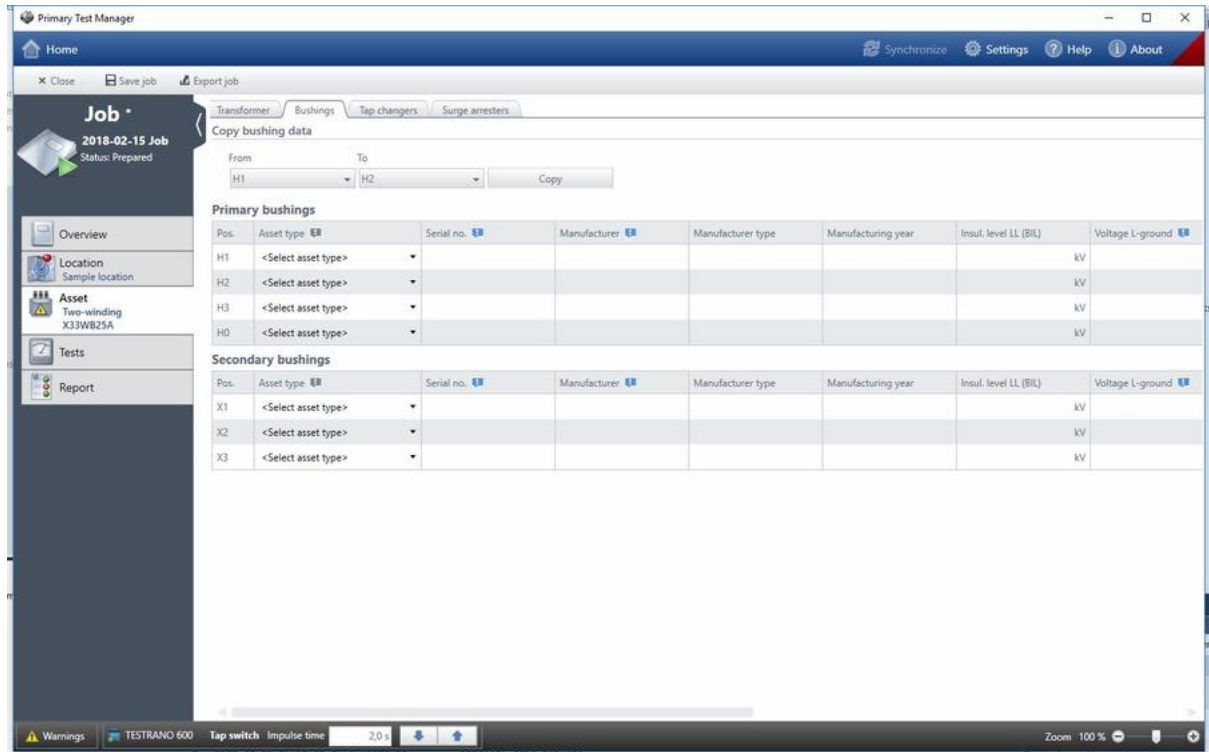 Primary Test Manager
Home Synchronize Settings Help About
Close Save job Export job
Job *
2018-02-15 Job
Status: Prepared
Overview
Location
Sample location
Asset
Two-winding
X33WB25A
Tests
Report
Transformer Bushings Tap changers Surge arresters
Copy bushing data
From To
H1 H2 Copy
Primary bushings
Pos. Asset type Serial no. Manufacturer Manufacturer type Manufacturing year Insul. level LL (BIL) Voltage L-ground
H1 <Select asset type> kV
H2 <Select asset type> kV
H3 <Select asset type> kV
H0 <Select asset type> kV
Secondary bushings
Pos. Asset type Serial no. Manufacturer Manufacturer type Manufacturing year Insul. level LL (BIL) Voltage L-ground
X1 <Select asset type> kV
X2 <Select asset type> kV
X3 <Select asset type> kV
Warnings TESTRANO 600 Tap switch Impulse time 2,0 s Zoom 100 %